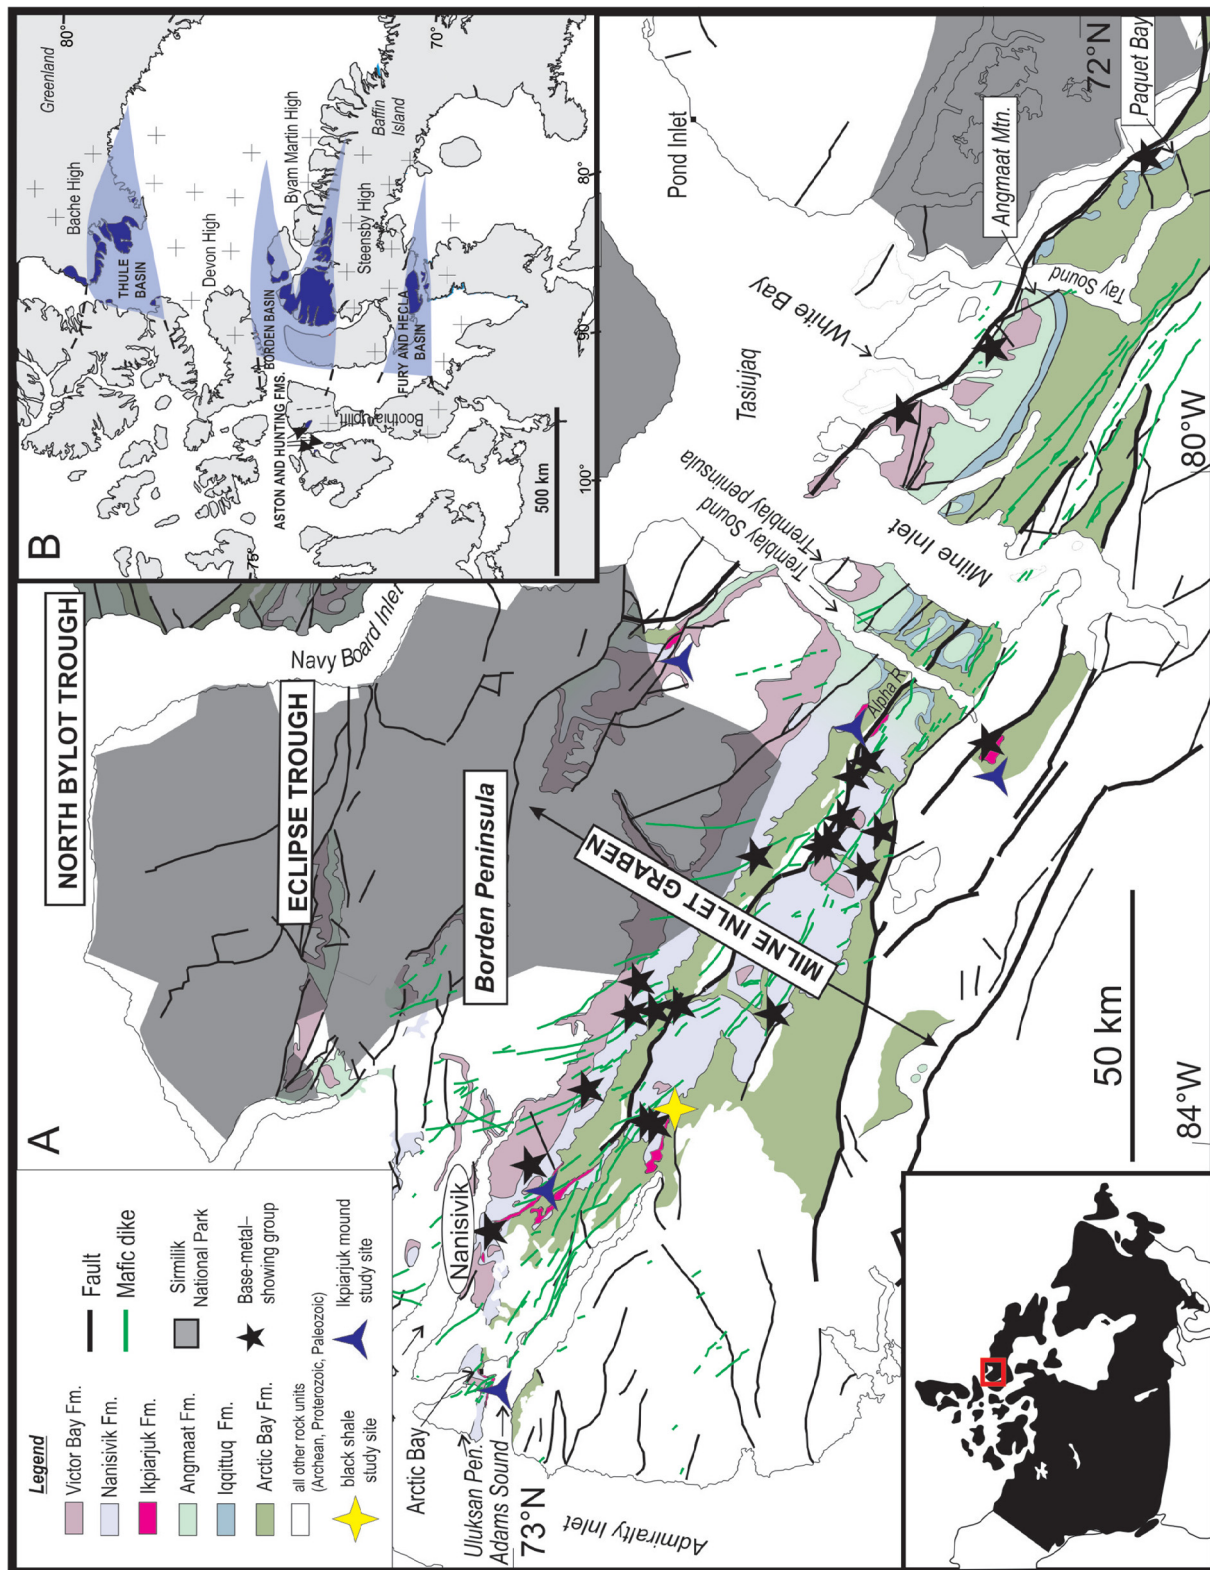 A
Legend
Victor Bay Fm.
Nanisivik Fm.
Ikpiarjuk Fm.
Angmaat Fm.
Iqqittuq Fm.
Arctic Bay Fm.
all other rock units
(Archean, Proterozoic, Paleozoic)
black shale
study site
Fault
Mafic dike
Sirmilik
National Park
Base-metal–
showing group
Ikpiarjuk mound
study site
NORTH BYLOT TROUGH
ECLIPSE TROUGH
Borden Peninsula
MILNE INLET GRABEN
Navy Board Inlet
Nanisivik
Arctic Bay
Uluksan Pen.
Adams Sound
73°N
Admiralty Inlet
Alpha R.
Tremblay Sound
Tremblay peninsula
Milne Inlet
Tasiujaq
White Bay
Pond Inlet
Angmaat Mtn.
Tay Sound
Paquet Bay
72°N
80°W
84°W
50 km
B
Greenland
80°
Bache High
THULE
BASIN
Devon High
BORDEN BASIN
Byam Martin High
Baffin
Island
70°
Steensby High
FURY AND HECLA
BASIN
ASTON AND HUNTING FMS.
Boothia Uplift
75°
80°
90°
100°
500 km